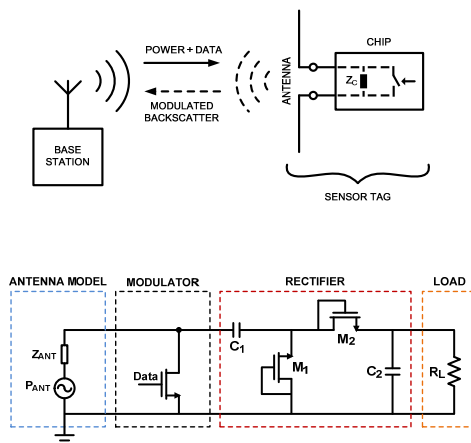 POWER + DATA
MODULATED
BACKSCATTER
BASE
STATION
ANTENNA
CHIP
ZC
SENSOR TAG
ANTENNA MODEL
MODULATOR
RECTIFIER
LOAD
ZANT
PANT
Data
C1
M1
M2
C2
RL